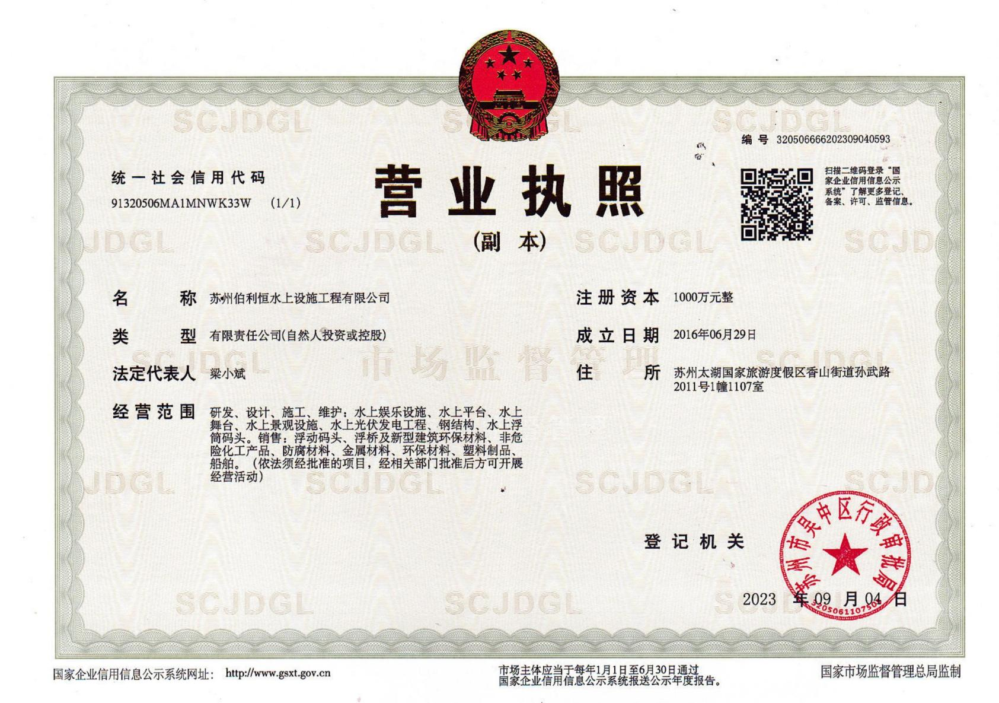 编 号 320506666202309040593
统一社会信用代码
91320506MA1MNWK33W (1/1)
营业执照
(副 本)
扫描二维码登录“国
家企业信用信息公示
系统”了解更多登记、
备案、许可、监管信息。
名 称 苏州伯利恒水上设施工程有限公司
类 型 有限责任公司(自然人投资或控股)
法定代表人 梁小斌
经营范围 研发、设计、施工、维护：水上娱乐设施、水上平台、水上
舞台、水上景观设施、水上光伏发电工程、钢结构、水上浮
筒码头。销售：浮动码头、浮桥及新型建筑环保材料、非危
险化工产品、防腐材料、金属材料、环保材料、塑料制品、
船舶。（依法须经批准的项目，经相关部门批准后方可开展
经营活动）
注册资本 1000万元整
成立日期 2016年06月29日
住 所 苏州太湖国家旅游度假区香山街道孙武路
2011号1幢1107室
登记机关
苏州市吴中区行政审批局
2023 年 09 月 04 日
SCJDGL
市场监督管理
国家企业信用信息公示系统网址： http://www.gsxt.gov.cn
市场主体应当于每年1月1日至6月30日通过
国家企业信用信息公示系统报送公示年度报告。
国家市场监督管理总局监制